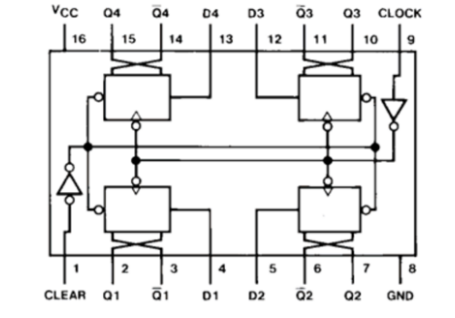 VCC Q4 Q̅4 D4 D3 Q̅3 Q3 CLOCK
16 15 14 13 12 11 10 9
1 2 3 4 5 6 7 8
CLEAR Q1 Q̅1 D1 D2 Q̅2 Q2 GND